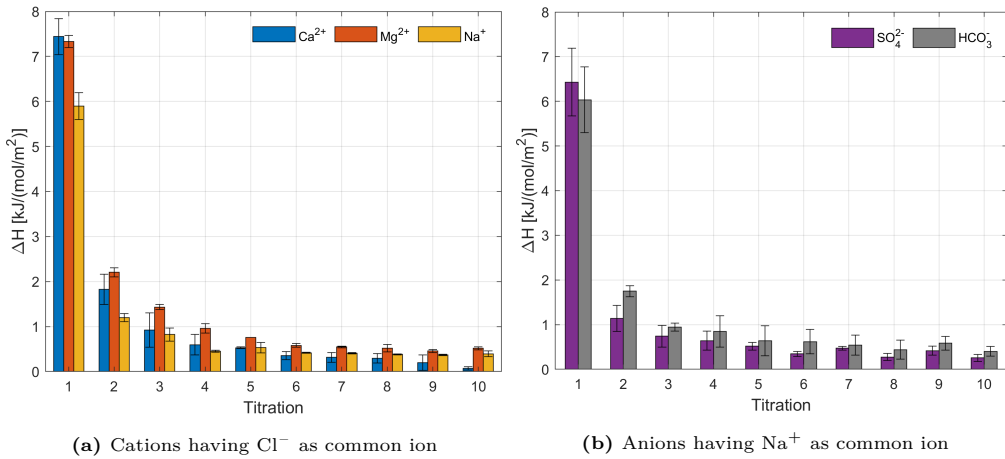 8
7
6
5
4
3
2
1
0
ΔH [kJ/(mol/m²)]
Ca²⁺ Mg²⁺ Na⁺
1 2 3 4 5 6 7 8 9 10
Titration
(a) Cations having Cl⁻ as common ion
8
7
6
5
4
3
2
1
0
ΔH [kJ/(mol/m²)]
SO₄²⁻ HCO₃⁻
1 2 3 4 5 6 7 8 9 10
Titration
(b) Anions having Na⁺ as common ion